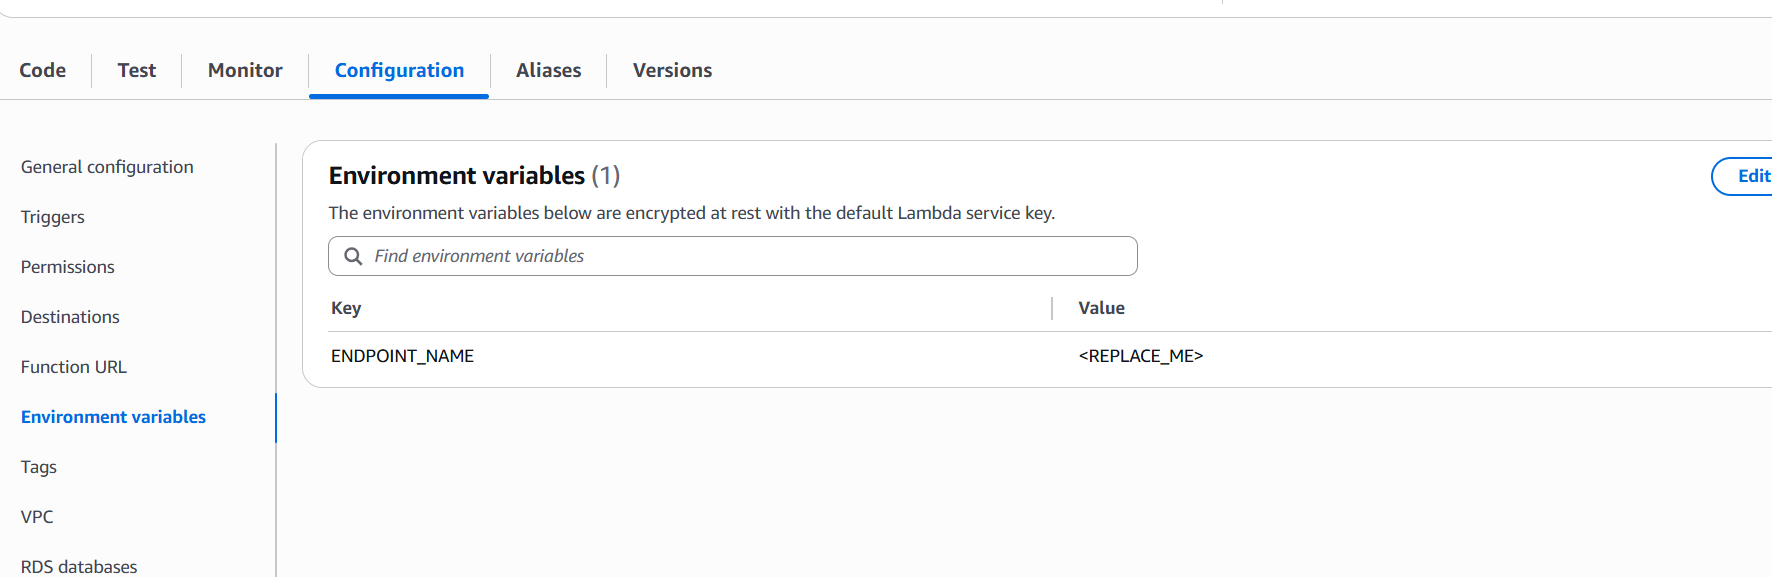 Code Test Monitor Configuration Aliases Versions
General configuration
Triggers
Permissions
Destinations
Function URL
Environment variables
Tags
VPC
RDS databases
Environment variables (1)
Edit
The environment variables below are encrypted at rest with the default Lambda service key.
Find environment variables
Key Value
ENDPOINT_NAME <REPLACE_ME>